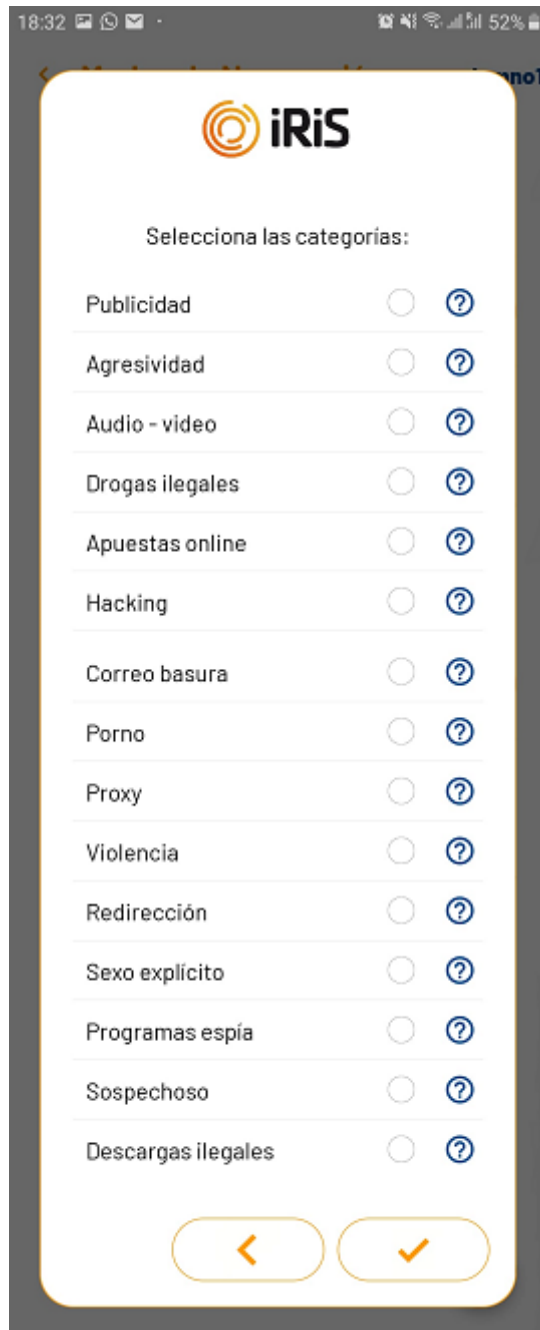 18:32
52%
iRiS
Selecciona las categorías:
Publicidad
Agresividad
Audio - video
Drogas ilegales
Apuestas online
Hacking
Correo basura
Porno
Proxy
Violencia
Redirección
Sexo explícito
Programas espía
Sospechoso
Descargas ilegales